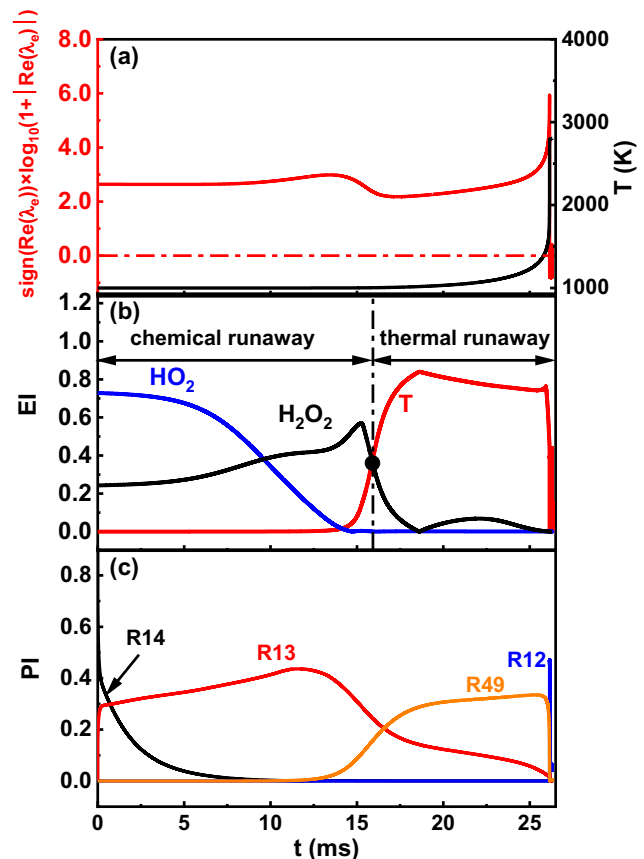 (a)
sign(Re(λe))×log10(1+|Re(λe)|)
8.0
6.0
4.0
2.0
0.0
T (K)
4000
3000
2000
1000
(b)
chemical runaway
thermal runaway
HO2
H2O2
T
EI
1.2
1.0
0.8
0.6
0.4
0.2
0.0
(c)
R14
R13
R49
R12
PI
0.8
0.6
0.4
0.2
0.0
0
5
10
15
20
25
t (ms)